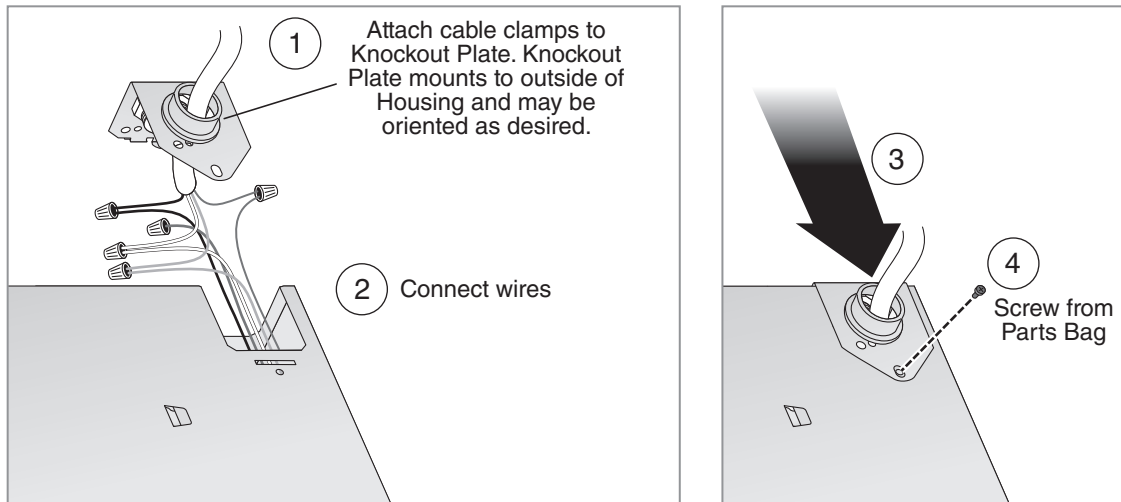 1
Attach cable clamps to
Knockout Plate. Knockout
Plate mounts to outside of
Housing and may be
oriented as desired.
2 Connect wires
3
4
Screw from
Parts Bag